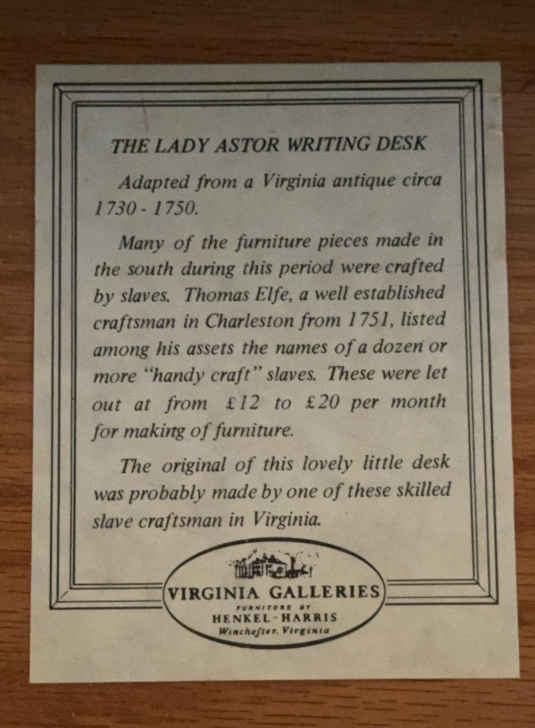 THE LADY ASTOR WRITING DESK
Adapted from a Virginia antique circa
1730 - 1750.
Many of the furniture pieces made in
the south during this period were crafted
by slaves. Thomas Elfe, a well established
craftsman in Charleston from 1751, listed
among his assets the names of a dozen or
more “handy craft” slaves. These were let
out at from £12 to £20 per month
for making of furniture.
The original of this lovely little desk
was probably made by one of these skilled
slave craftsman in Virginia.
VIRGINIA GALLERIES
FURNITURE BY
HENKEL-HARRIS
Winchester, Virginia